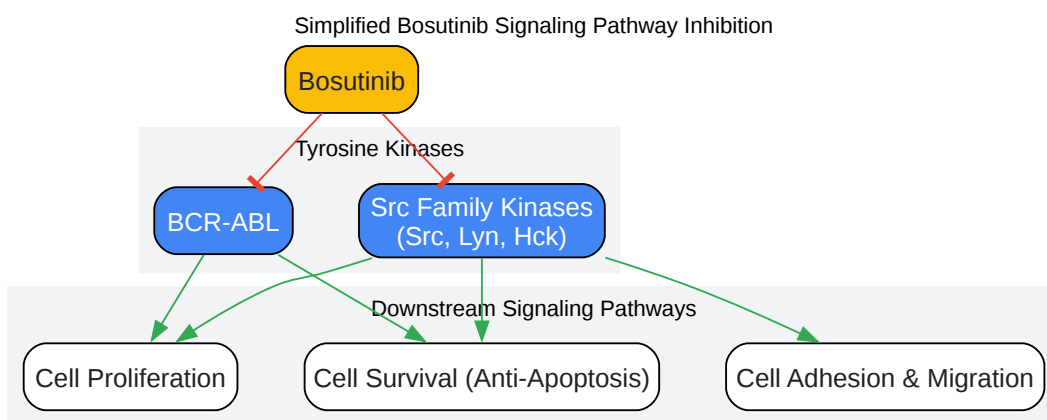 Simplified Bosutinib Signaling Pathway Inhibition
Bosutinib
Tyrosine Kinases
BCR-ABL
Src Family Kinases
(Src, Lyn, Hck)
Downstream Signaling Pathways
Cell Proliferation
Cell Survival (Anti-Apoptosis)
Cell Adhesion & Migration